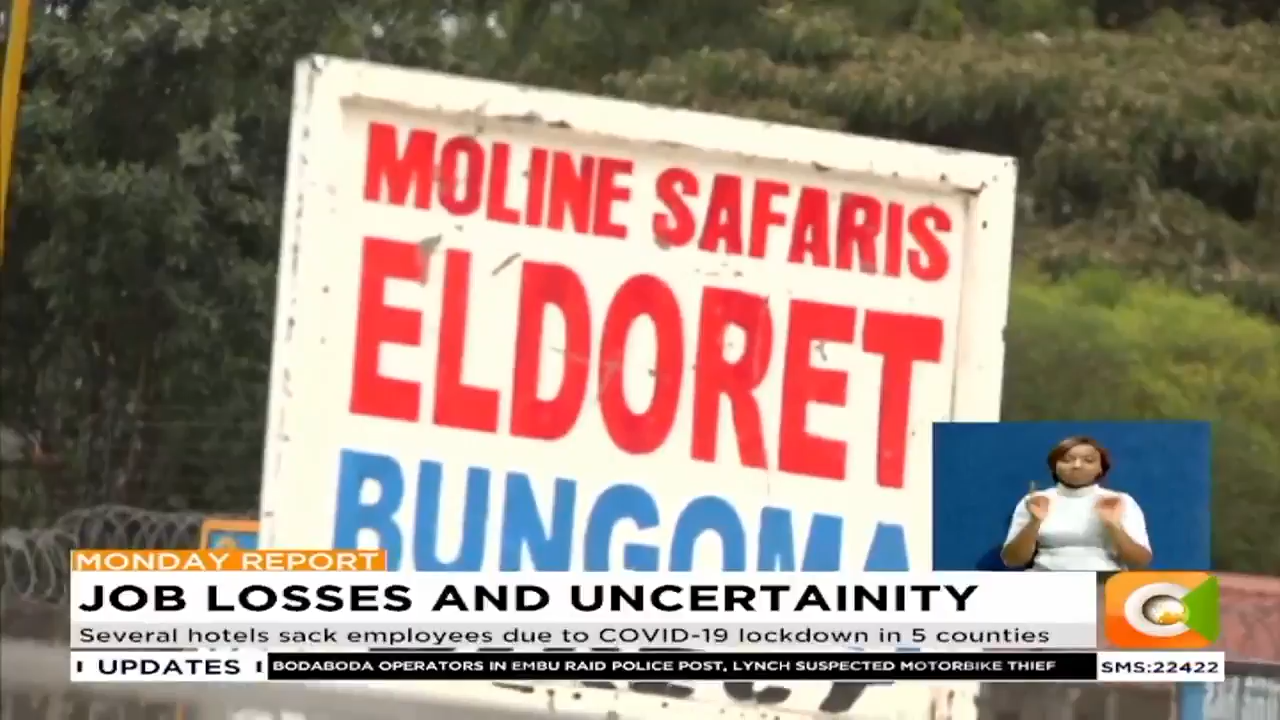 MOLINE SAFARIS
ELDORET
BUNGOMA
MONDAY REPORT
JOB LOSSES AND UNCERTAINITY
Several hotels sack employees due to COVID-19 lockdown in 5 counties
UPDATES
BODABODA OPERATORS IN EMBU RAID POLICE POST, LYNCH SUSPECTED MOTORBIKE THIEF
SMS:22422